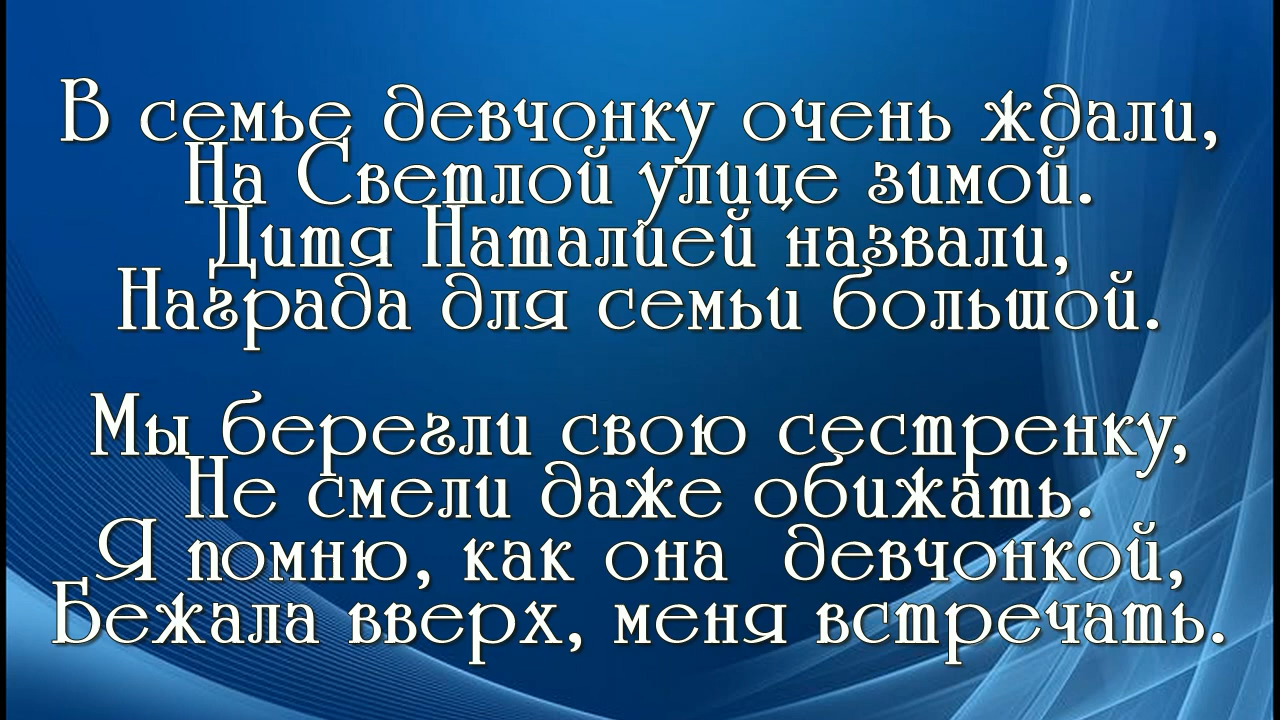 В семье девчонку очень ждали,
На Светлой улице зимой.
Дитя Наталией назвали,
Награда для семьи большой.
Мы берегли свою сестренку,
Не смели даже обижать.
Я помню, как она девчонкой,
Бежала вверх, меня встречать.